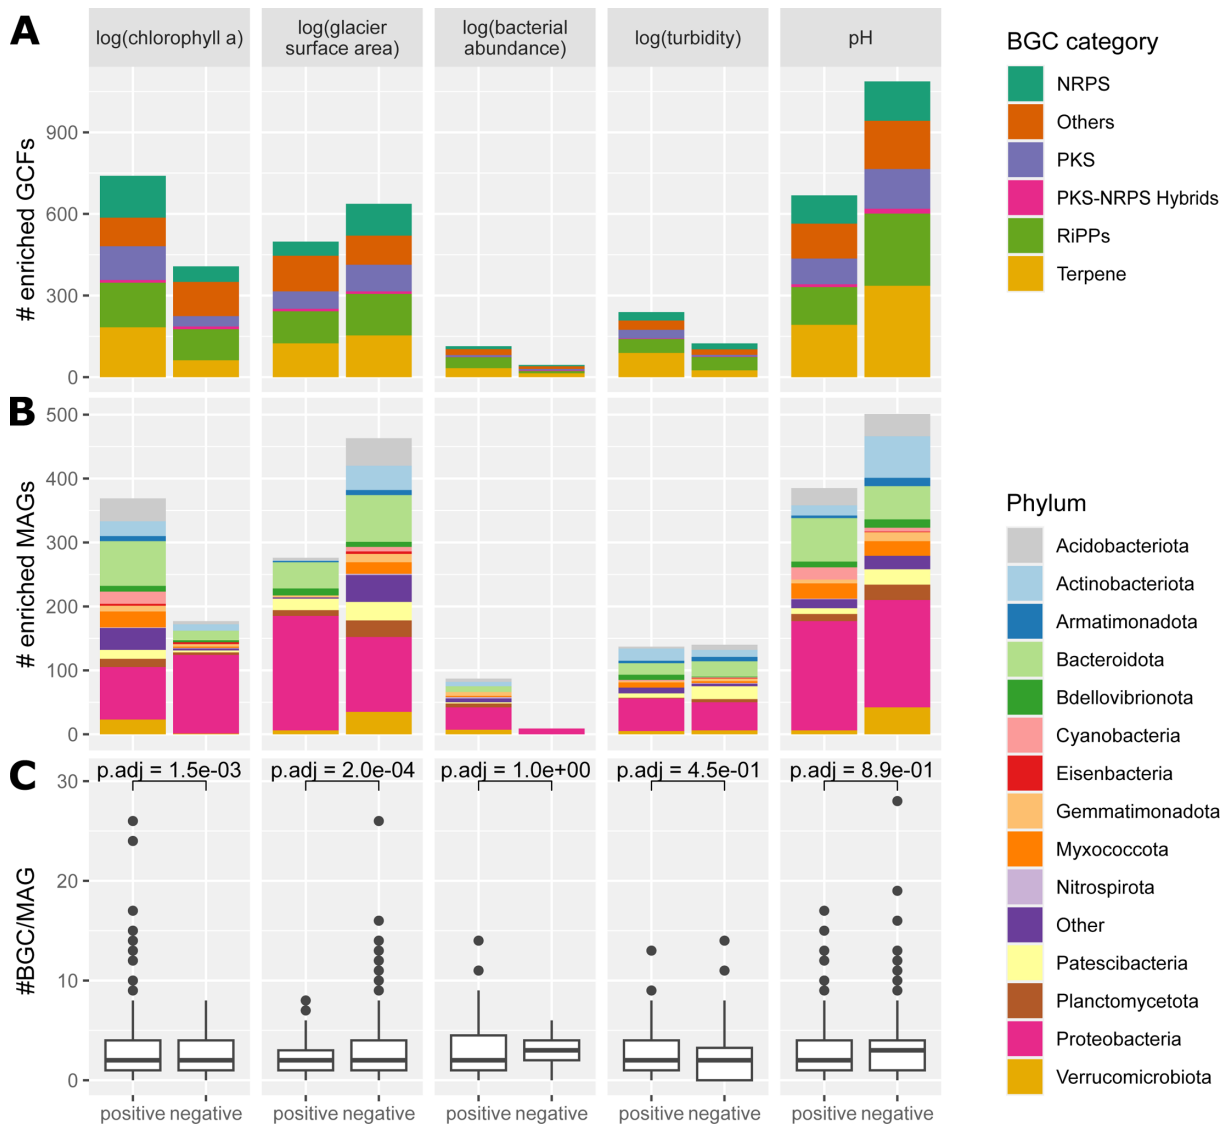 A
log(chlorophyll a)
log(glacier
surface area)
log(bacterial
abundance)
log(turbidity)
pH
# enriched GCFs
900
600
300
0
BGC category
NRPS
Others
PKS
PKS-NRPS Hybrids
RiPPs
Terpene
B
# enriched MAGs
500
400
300
200
100
0
Phylum
Acidobacteriota
Actinobacteriota
Armatimonadota
Bacteroidota
Bdellovibrionota
Cyanobacteria
Eisenbacteria
Gemmatimonadota
Myxococcota
Nitrospirota
Other
Patescibacteria
Planctomycetota
Proteobacteria
Verrucomicrobiota
C
#BGC/MAG
30
20
10
0
p.adj = 1.5e-03
p.adj = 2.0e-04
p.adj = 1.0e+00
p.adj = 4.5e-01
p.adj = 8.9e-01
positive negative
positive negative
positive negative
positive negative
positive negative